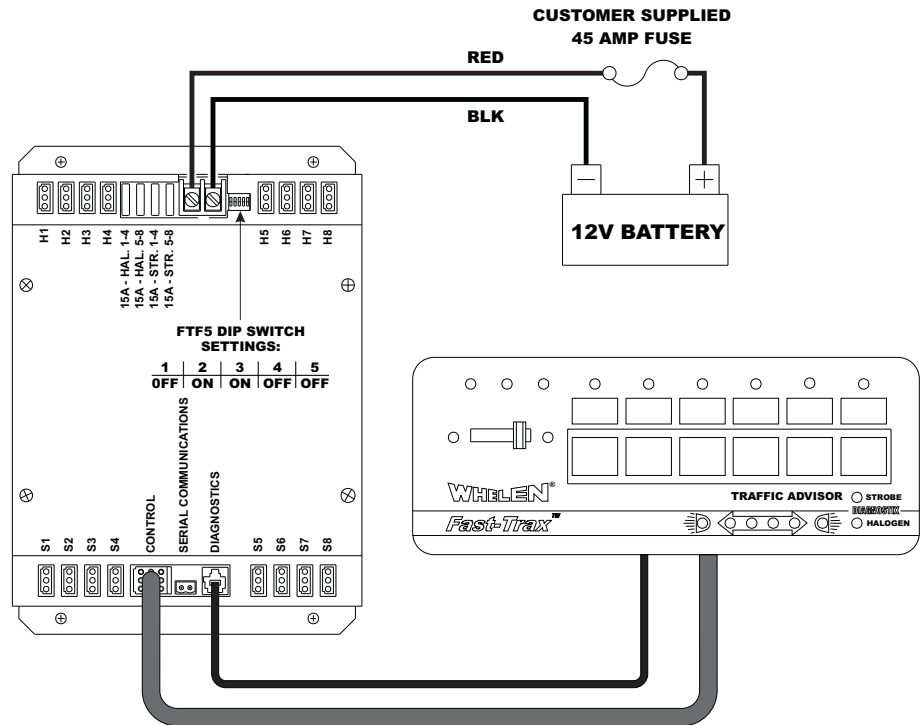 CUSTOMER SUPPLIED
45 AMP FUSE
RED
BLK
12V BATTERY
H1
H2
H3
H4
15A - HAL. 1-4
15A - HAL. 5-8
15A - STR. 1-4
15A - STR. 5-8
H5
H6
H7
H8
FTF5 DIP SWITCH
SETTINGS:
1 2 3 4 5
OFF ON ON OFF OFF
S1
S2
S3
S4
CONTROL
SERIAL COMMUNICATIONS
DIAGNOSTICS
S5
S6
S7
S8
WHELEN®
Fast-Trax™
TRAFFIC ADVISOR
STROBE
DIAGNOSTIX
HALOGEN